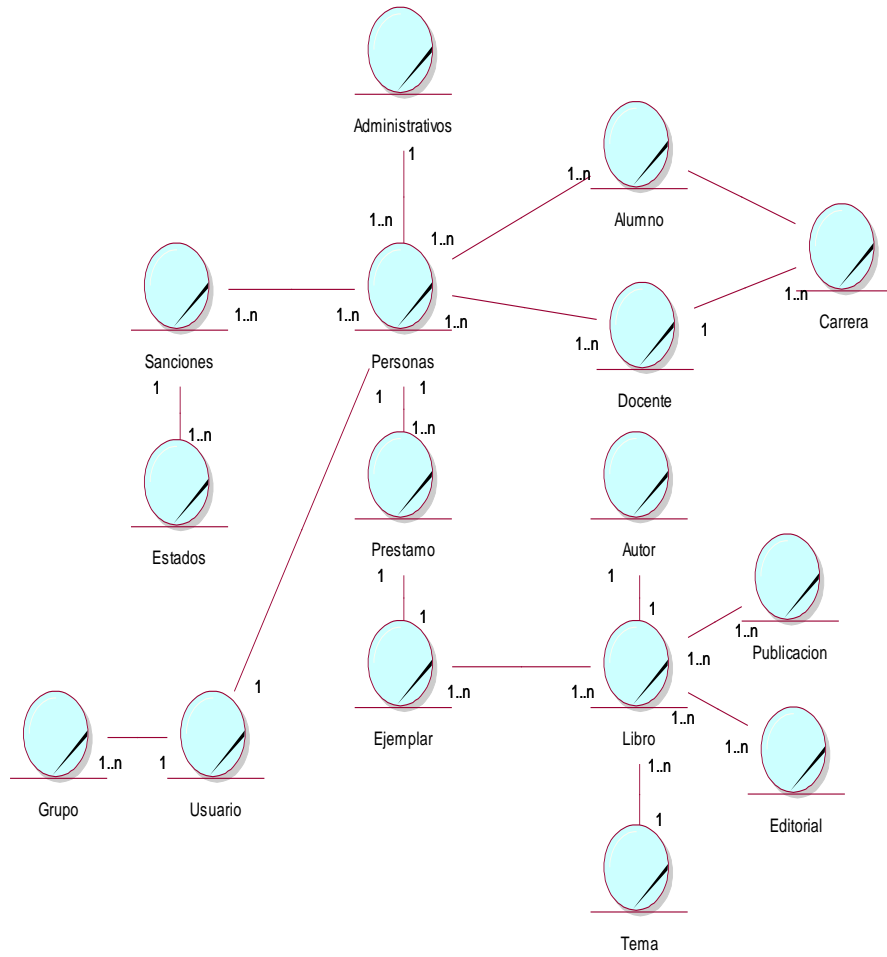 Administrativos
1
1..n
Alumno
1..n
1..n
Carrera
1..n
Sanciones
1..n
1..n
Personas
1..n
1..n
Docente
1
1
1..n
Estados
1
1
1..n
Prestamo
Autor
1
1
1
1
Publicacion
1..n
1..n
Ejemplar
1..n
1..n
Libro
1..n
1..n
Editorial
1
Grupo
1..n
1
Usuario
1..n
1
Tema